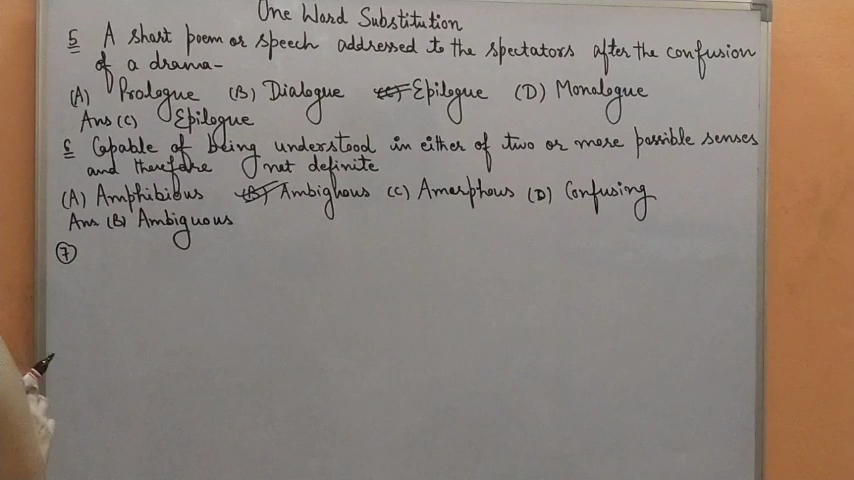 One Word Substitution
5 A short poem or speech addressed to the spectators after the confusion
of a drama-
(A) Prologue (B) Dialogue (C) Epilogue (D) Monologue
Ans (C) Epilogue
6 Capable of being understood in either of two or more possible senses
and therefore not definite
(A) Amphibious (B) Ambiguous (C) Amorphous (D) Confusing
Ans (B) Ambiguous
7